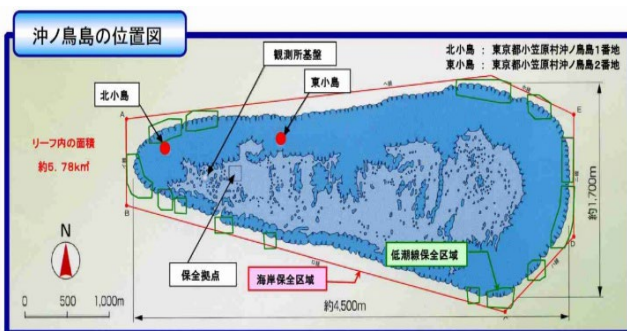 沖ノ鳥島の位置図
北小島 : 東京都小笠原村沖ノ鳥島1番地
東小島 : 東京都小笠原村沖ノ鳥島2番地
観測所基盤
北小島
東小島
A
E
リーフ内の面積
約5.78km²
約1,700m
B
N
D
低潮線保全区域
保全拠点
海岸保全区域
C
0 500 1,000m
約4,500m